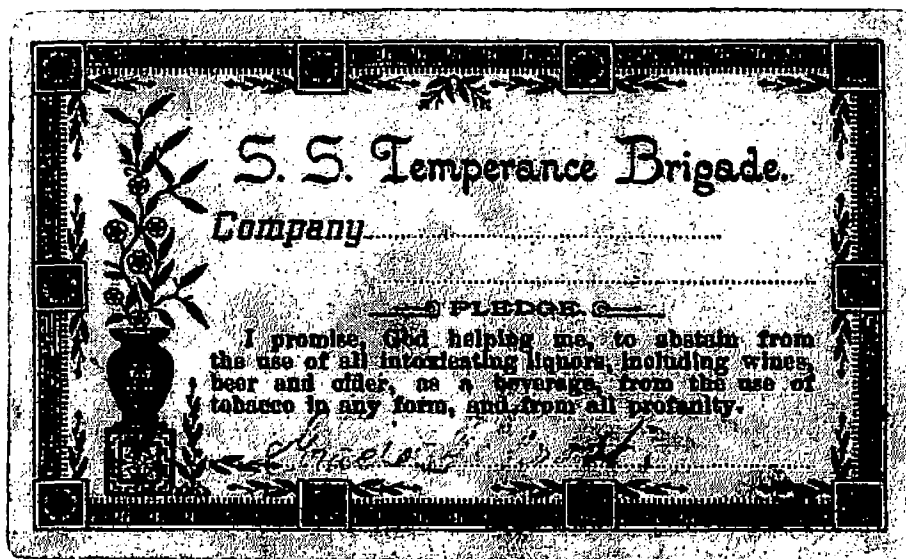 S. S. Temperance Brigade.
Company
PLEDGE.
I promise, God helping me, to abstain from
the use of all intoxicating liquors, including wines,
beer and cider, as a beverage, from the use of
tobacco in any form, and from all profanity.